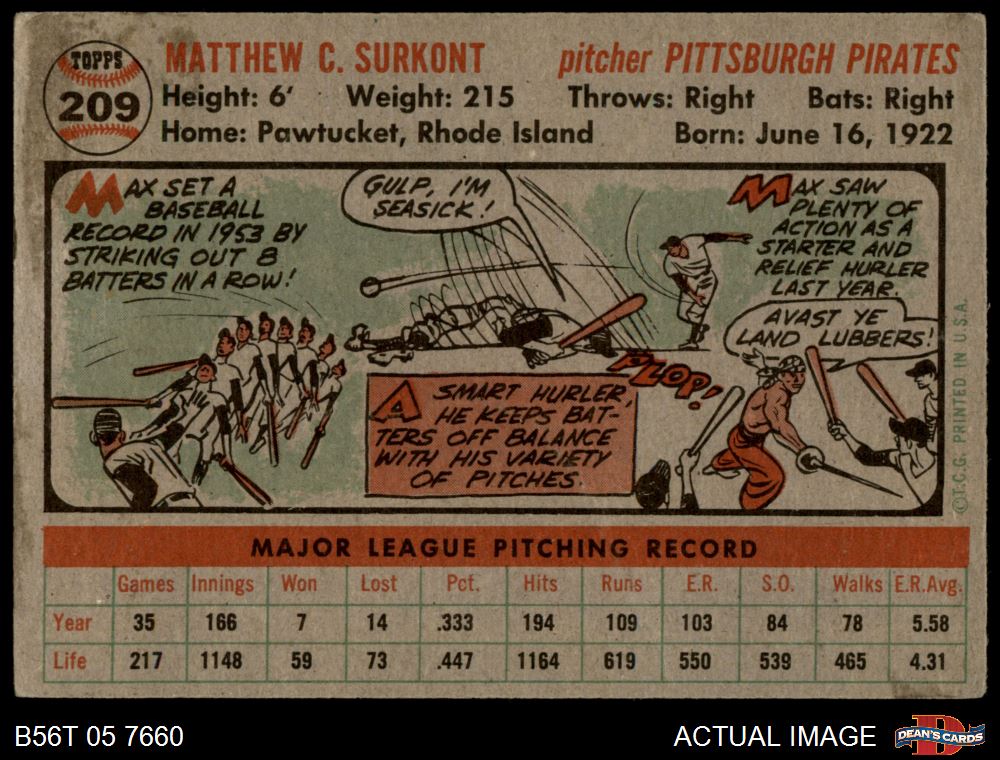 TOPPS
209
MATTHEW C. SURKONT
pitcher PITTSBURGH PIRATES
Height: 6' Weight: 215 Throws: Right Bats: Right
Home: Pawtucket, Rhode Island Born: June 16, 1922
MAX SET A
BASEBALL
RECORD IN 1953 BY
STRIKING OUT 8
BATTERS IN A ROW!
GULP, I'M
SEASICK!
FLOP!
A SMART HURLER,
HE KEEPS BAT-
TERS OFF BALANCE
WITH HIS VARIETY
OF PITCHES.
MAX SAW
PLENTY OF
ACTION AS A
STARTER AND
RELIEF HURLER
LAST YEAR.
AVAST YE
LAND LUBBERS!
©T.C.G. PRINTED IN U.S.A.
MAJOR LEAGUE PITCHING RECORD
Games Innings Won Lost Pct. Hits Runs E.R. S.O. Walks E.R.Avg.
Year 35 166 7 14 .333 194 109 103 84 78 5.58
Life 217 1148 59 73 .447 1164 619 550 539 465 4.31
B56T 05 7660
ACTUAL IMAGE
DEAN'S CARDS